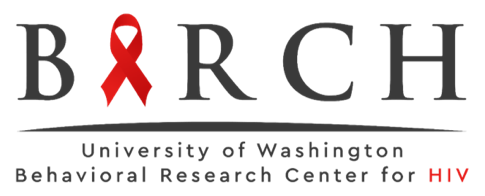 BIRCH
University of Washington
Behavioral Research Center for HIV